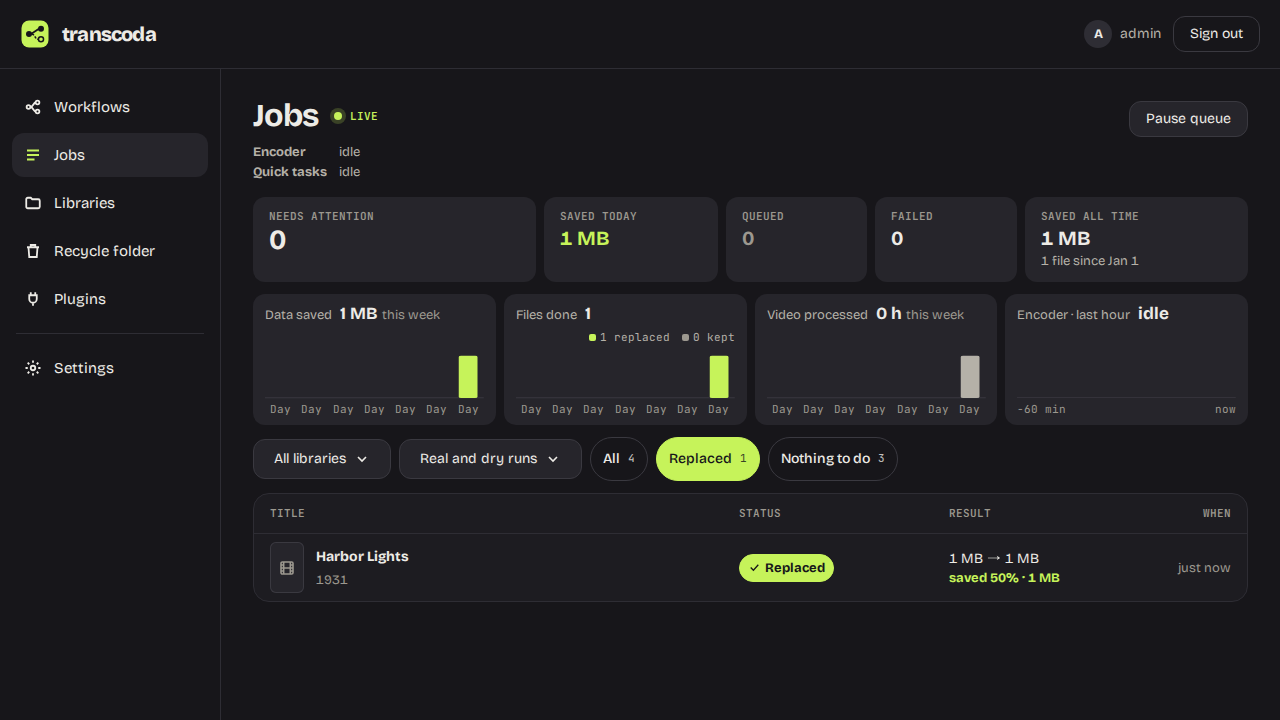 transcoda
A admin Sign out
Workflows
Jobs
Libraries
Recycle folder
Plugins
Settings
Jobs LIVE
Pause queue
Encoder idle
Quick tasks idle
NEEDS ATTENTION
0
SAVED TODAY
1 MB
QUEUED
0
FAILED
0
SAVED ALL TIME
1 MB
1 file since Jan 1
Data saved 1 MB this week
Day Day Day Day Day Day Day
Files done 1
1 replaced 0 kept
Day Day Day Day Day Day Day
Video processed 0 h this week
Day Day Day Day Day Day Day
Encoder · last hour idle
-60 min now
All libraries Real and dry runs All 4 Replaced 1 Nothing to do 3
TITLE STATUS RESULT WHEN
Harbor Lights
1931
Replaced
1 MB → 1 MB
saved 50% · 1 MB
just now